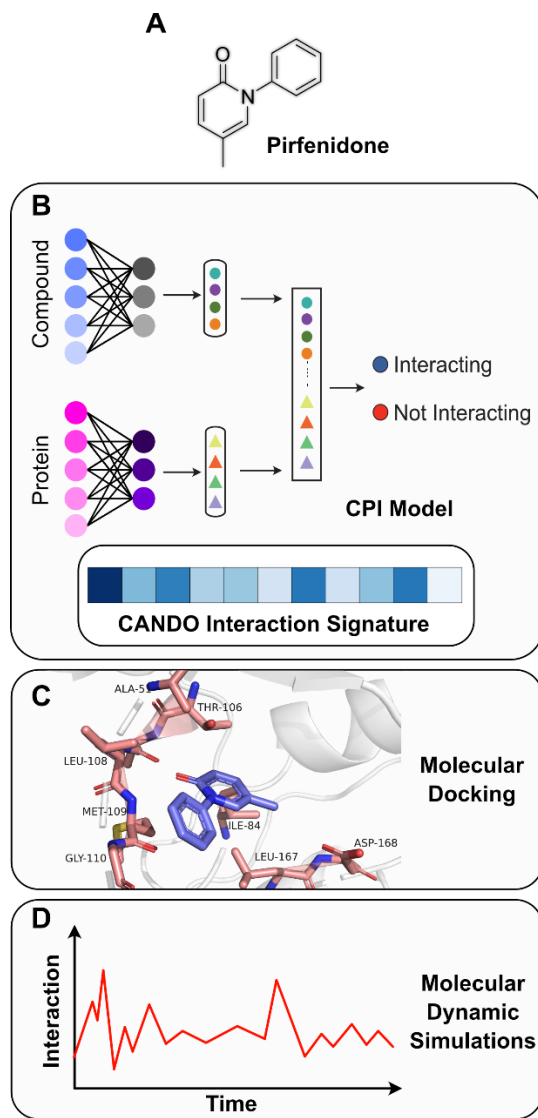 A
O
N
Pirfenidone
B
Compound
Interacting
Not Interacting
Protein
CPI Model
CANDO Interaction Signature
C
ALA-51
THR-106
LEU-108
MET-109
ILE-84
GLY-110
LEU-167
ASP-168
Molecular
Docking
D
Interaction
Time
Molecular
Dynamic
Simulations